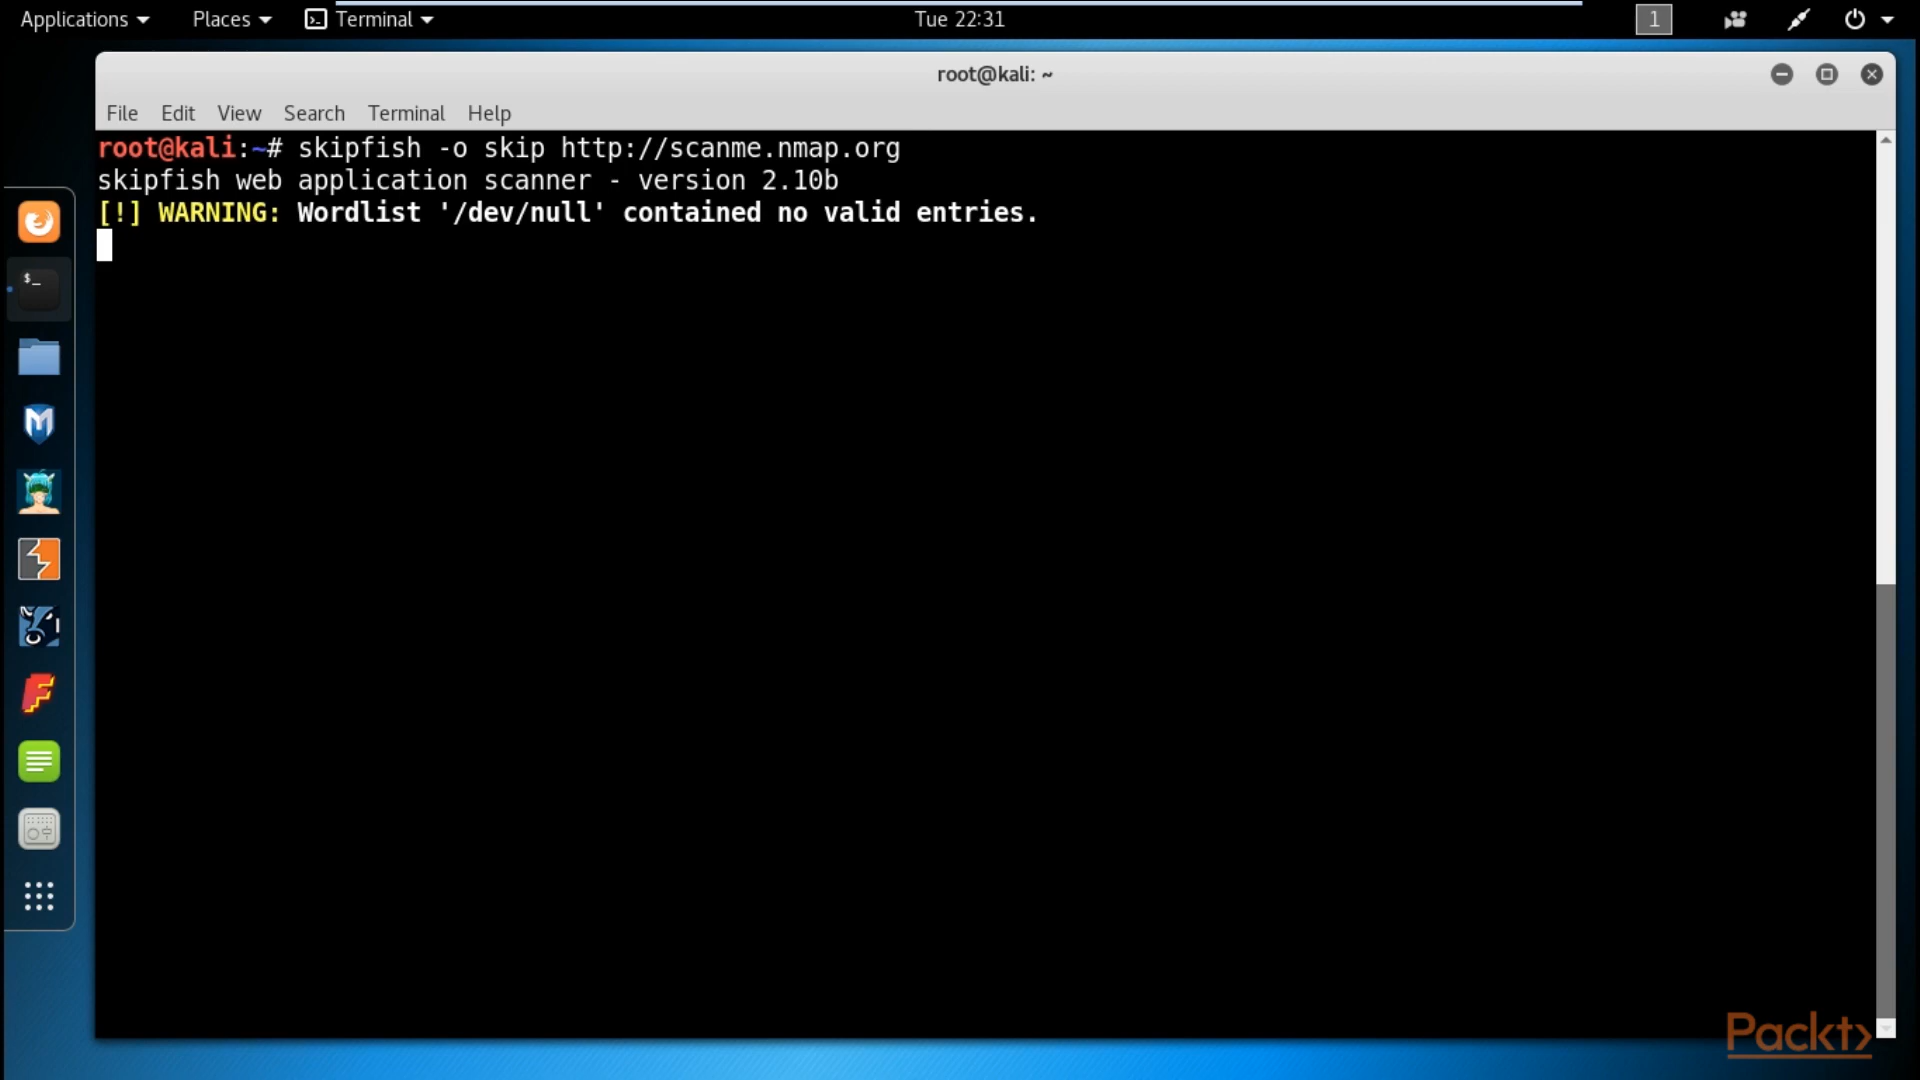 Applications Places Terminal Tue 22:31 1
root@kali: ~
File Edit View Search Terminal Help
root@kali:~# skipfish -o skip http://scanme.nmap.org
skipfish web application scanner - version 2.10b
[!] WARNING: Wordlist '/dev/null' contained no valid entries.
$_
Packt>